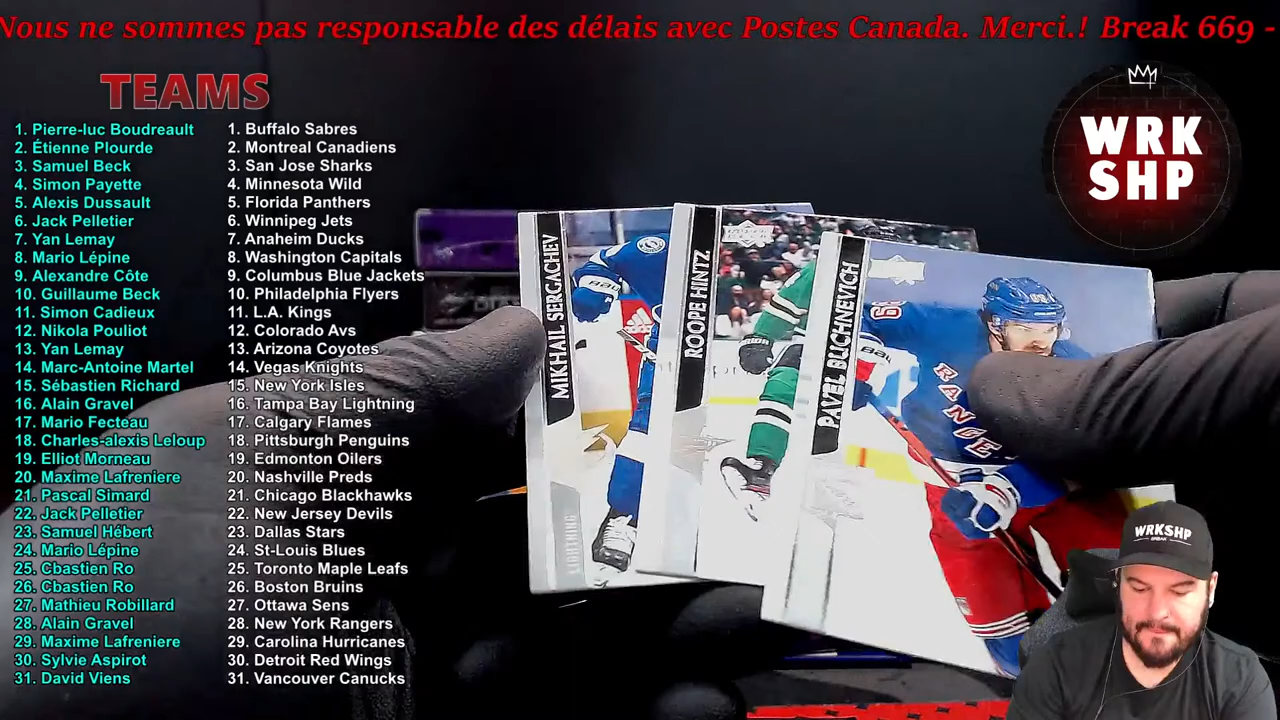 Nous ne sommes pas responsable des délais avec Postes Canada. Merci.! Break 669 -
TEAMS
1. Pierre-luc Boudreault
2. Étienne Plourde
3. Samuel Beck
4. Simon Payette
5. Alexis Dussault
6. Jack Pelletier
7. Yan Lemay
8. Mario Lépine
9. Alexandre Côte
10. Guillaume Beck
11. Simon Cadieux
12. Nikola Pouliot
13. Yan Lemay
14. Marc-Antoine Martel
15. Sébastien Richard
16. Alain Gravel
17. Mario Fecteau
18. Charles-alexis Leloup
19. Elliot Morneau
20. Maxime Lafreniere
21. Pascal Simard
22. Jack Pelletier
23. Samuel Hébert
24. Mario Lépine
25. Cbastien Ro
26. Cbastien Ro
27. Mathieu Robillard
28. Alain Gravel
29. Maxime Lafreniere
30. Sylvie Aspirot
31. David Viens
1. Buffalo Sabres
2. Montreal Canadiens
3. San Jose Sharks
4. Minnesota Wild
5. Florida Panthers
6. Winnipeg Jets
7. Anaheim Ducks
8. Washington Capitals
9. Columbus Blue Jackets
10. Philadelphia Flyers
11. L.A. Kings
12. Colorado Avs
13. Arizona Coyotes
14. Vegas Knights
15. New York Isles
16. Tampa Bay Lightning
17. Calgary Flames
18. Pittsburgh Penguins
19. Edmonton Oilers
20. Nashville Preds
21. Chicago Blackhawks
22. New Jersey Devils
23. Dallas Stars
24. St-Louis Blues
25. Toronto Maple Leafs
26. Boston Bruins
27. Ottawa Sens
28. New York Rangers
29. Carolina Hurricanes
30. Detroit Red Wings
31. Vancouver Canucks
MIKHAIL SERGACHEV
LIGHTNING
ROOPE HINTZ
PAVEL BUCHNEVICH
RANGE
WRK
SHP
WRKSHP
BREAK